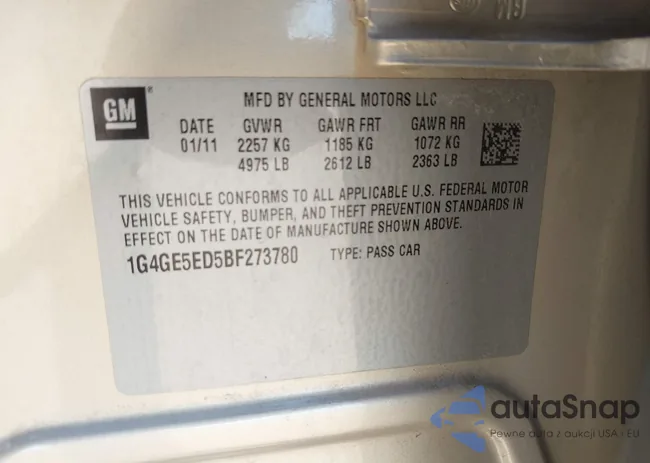 GM
MFD BY GENERAL MOTORS LLC
DATE GVWR GAWR FRT GAWR RR
01/11 2257 KG 1185 KG 1072 KG
4975 LB 2612 LB 2363 LB
THIS VEHICLE CONFORMS TO ALL APPLICABLE U.S. FEDERAL MOTOR
VEHICLE SAFETY, BUMPER, AND THEFT PREVENTION STANDARDS IN
EFFECT ON THE DATE OF MANUFACTURE SHOWN ABOVE.
1G4GE5ED5BF273780 TYPE: PASS CAR
autaSnap
Pewne auta z aukcji USA i EU